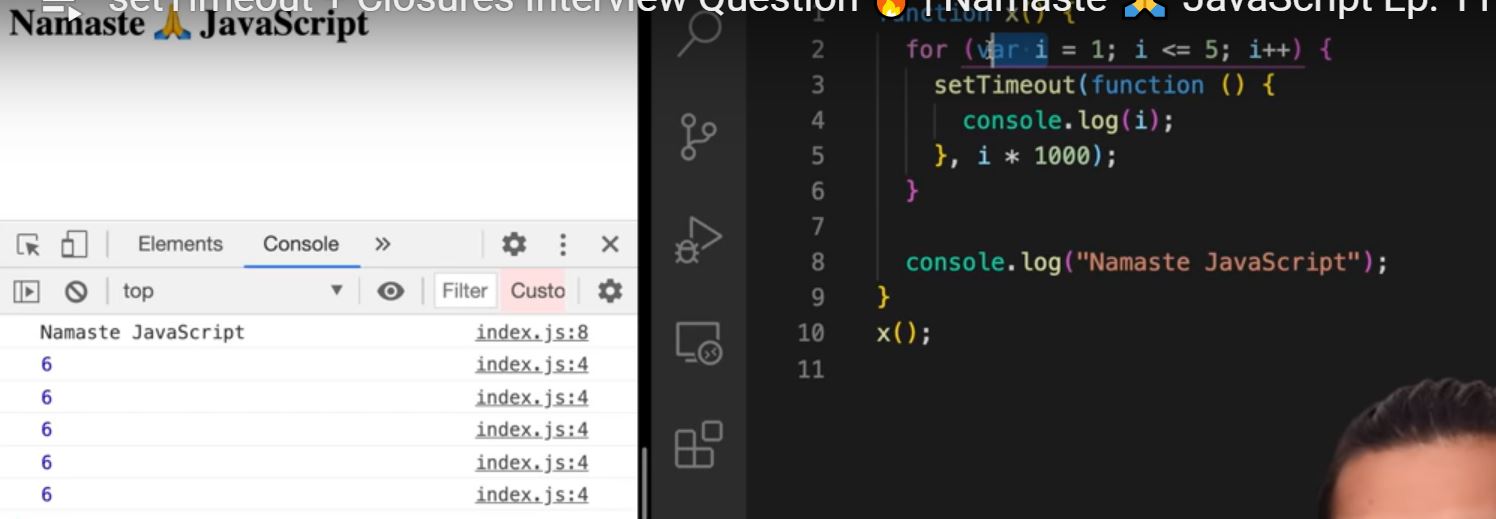 setTimeout + Closures Interview Question 🔥 | Namaste 🙏 JavaScript Ep. 11
Namaste 🙏 JavaScript
Elements Console »
top Filter Custo
Namaste JavaScript index.js:8
6 index.js:4
6 index.js:4
6 index.js:4
6 index.js:4
6 index.js:4
1 function x() {
2 for (var i = 1; i <= 5; i++) {
3 setTimeout(function () {
4 console.log(i);
5 }, i * 1000);
6 }
7
8 console.log("Namaste JavaScript");
9 }
10 x();
11